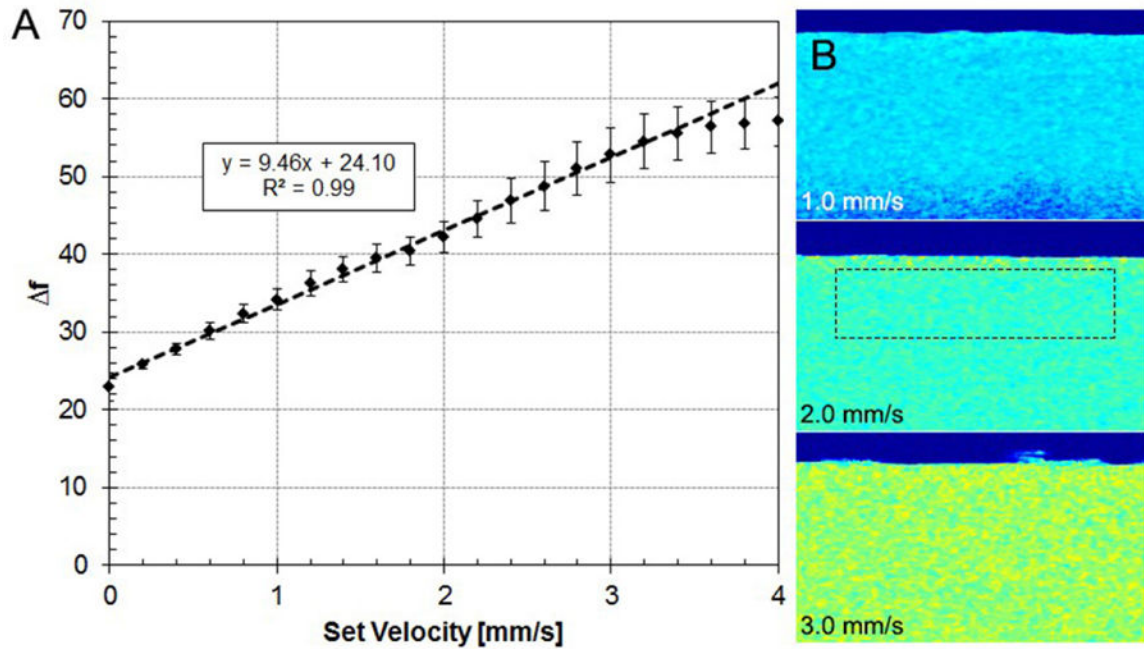 A
70
60
50
40
30
20
10
0
Δf
y = 9.46x + 24.10
R² = 0.99
0 1 2 3 4
Set Velocity [mm/s]
B
1.0 mm/s
2.0 mm/s
3.0 mm/s